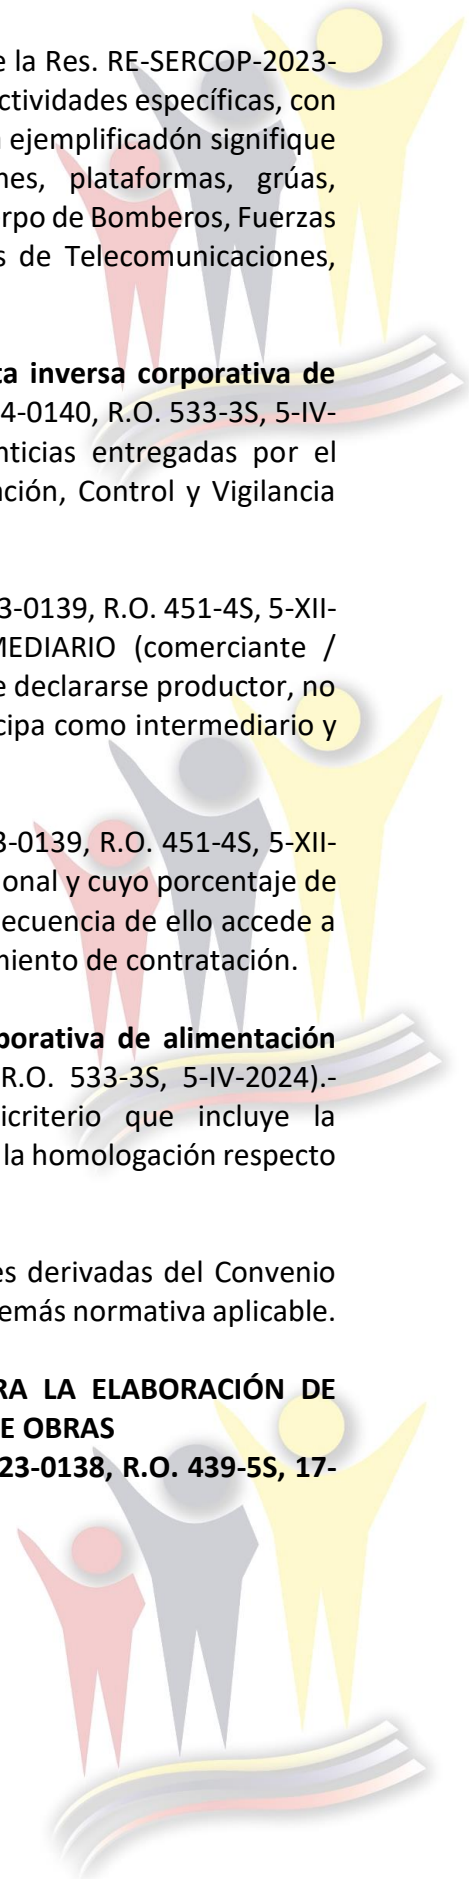 e la Res. RE-SERCOP-2023-
ctividades específicas, con
ejemplificadón signifique
nes, plataformas, grúas,
erpo de Bomberos, Fuerzas
s de Telecomunicaciones,
ta inversa corporativa de
4-0140, R.O. 533-3S, 5-IV-
nticias entregadas por el
ación, Control y Vigilancia
3-0139, R.O. 451-4S, 5-XII-
MEDIARIO (comerciante /
e declararse productor, no
cipa como intermediario y
3-0139, R.O. 451-4S, 5-XII-
ional y cuyo porcentaje de
ecuencia de ello accede a
miento de contratación.
porativa de alimentación
R.O. 533-3S, 5-IV-2024).-
icriterio que incluye la
la homologación respecto
es derivadas del Convenio
emás normativa aplicable.
RA LA ELABORACIÓN DE
E OBRAS
23-0138, R.O. 439-5S, 17-